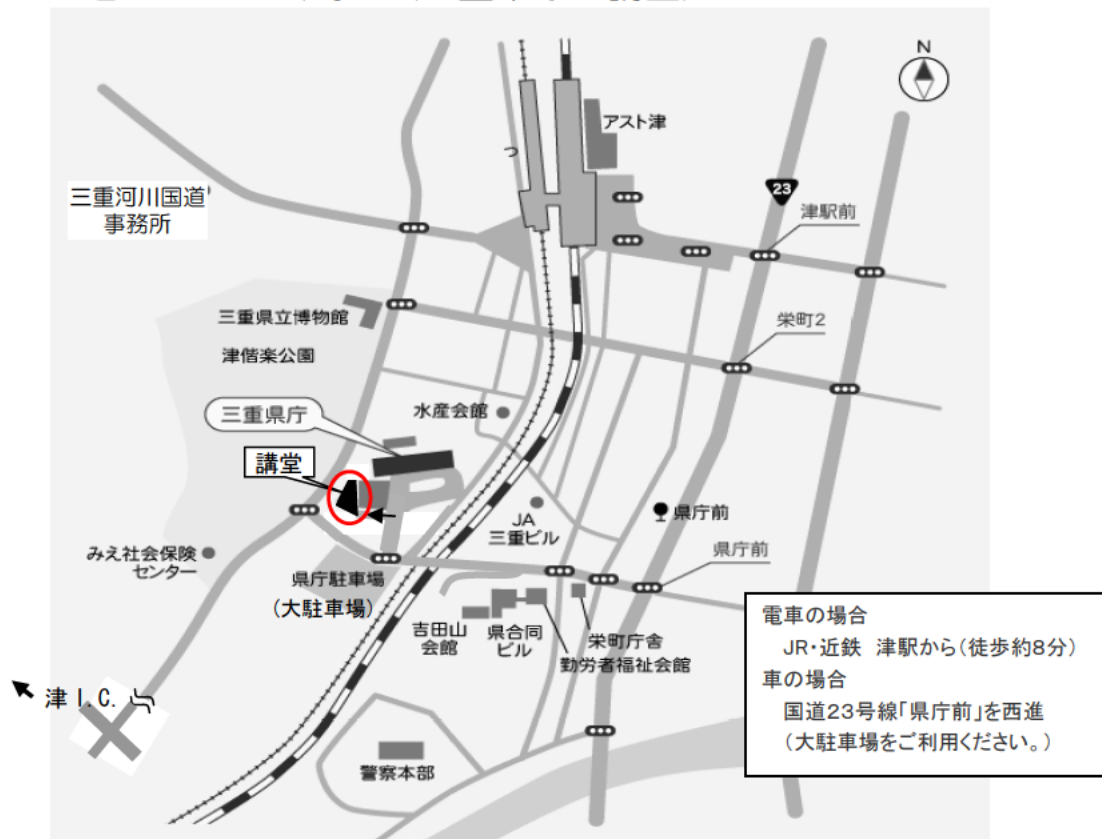 N
アスト津
つ
23
三重河川国道
事務所
津駅前
三重県立博物館
栄町2
津偕楽公園
三重県庁
水産会館
講堂
JA
三重ビル
県庁前
県庁前
みえ社会保険
センター
県庁駐車場
(大駐車場)
吉田山
会館
県合同
ビル
栄町庁舎
勤労者福祉会館
電車の場合
JR・近鉄 津駅から(徒歩約8分)
車の場合
国道23号線「県庁前」を西進
(大駐車場をご利用ください。)
津 I.C.
警察本部